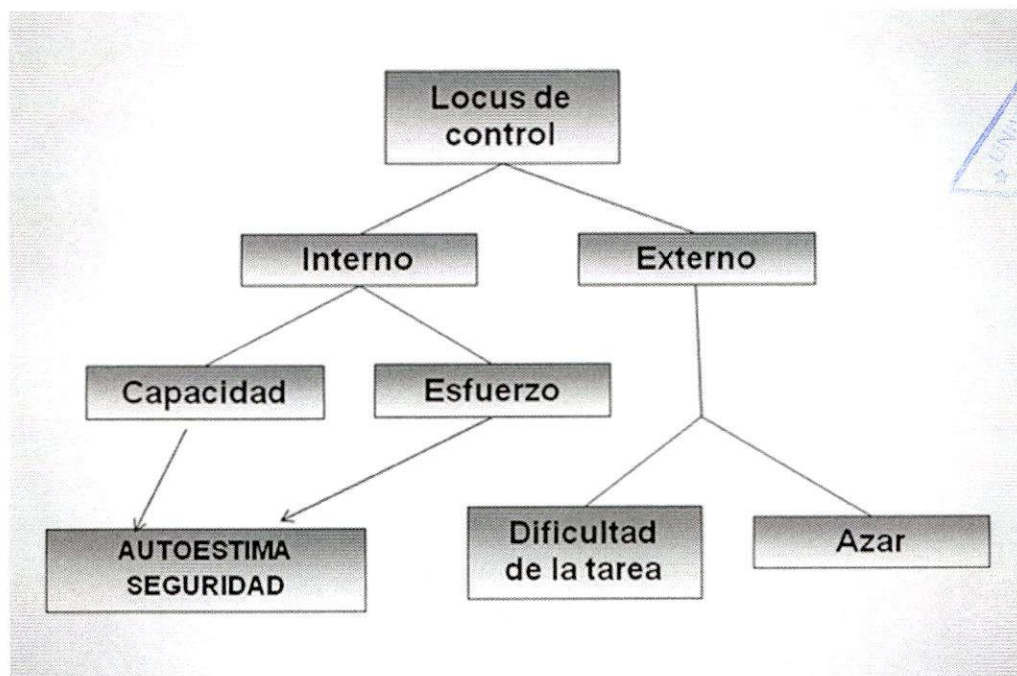 Locus de
control
Interno
Externo
Capacidad
Esfuerzo
AUTOESTIMA
SEGURIDAD
Dificultad
de la tarea
Azar